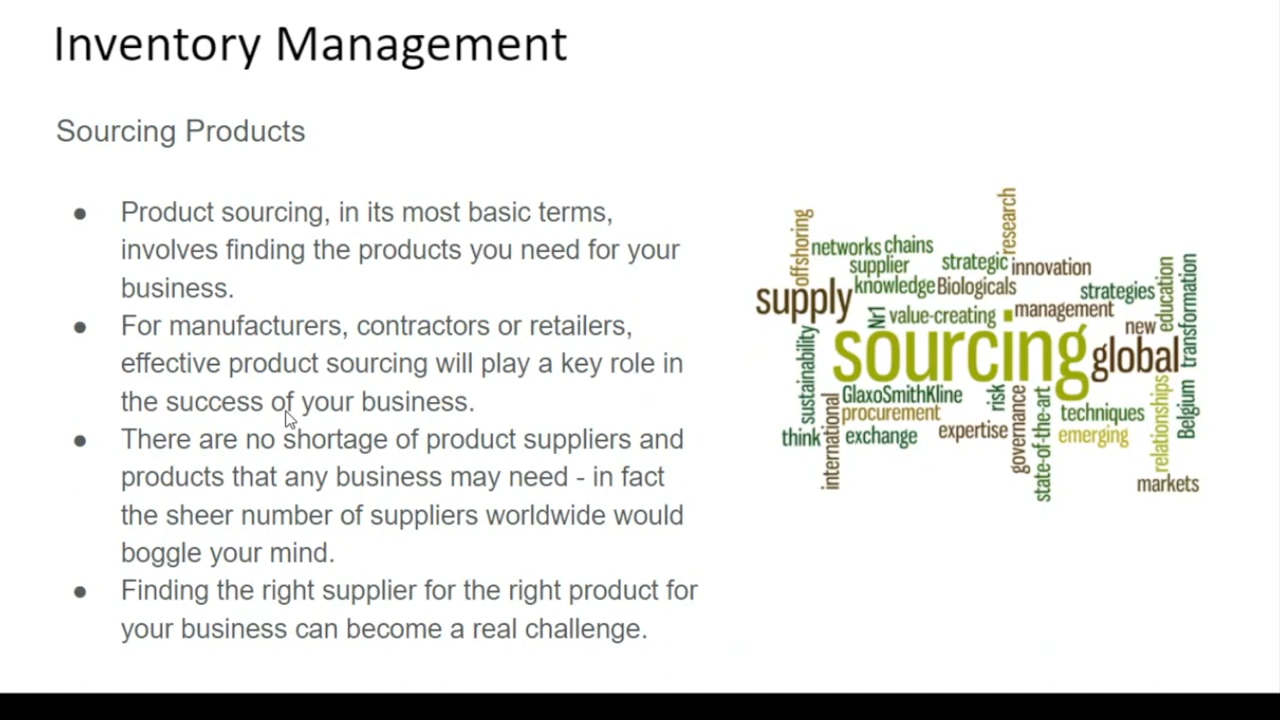 Inventory Management
Sourcing Products
● Product sourcing, in its most basic terms,
involves finding the products you need for your
business.
● For manufacturers, contractors or retailers,
effective product sourcing will play a key role in
the success of your business.
● There are no shortage of product suppliers and
products that any business may need - in fact
the sheer number of suppliers worldwide would
boggle your mind.
● Finding the right supplier for the right product for
your business can become a real challenge.
offshoring
research
networks
chains
supplier
strategic
innovation
knowledge
Biologicals
supply
strategies
education
transformation
Nr1
value-creating
management
new
sourcing
global
sustainability
GlaxoSmithKline
risk
procurement
governance
state-of-the-art
techniques
relationships
Belgium
think
international
exchange
expertise
emerging
markets